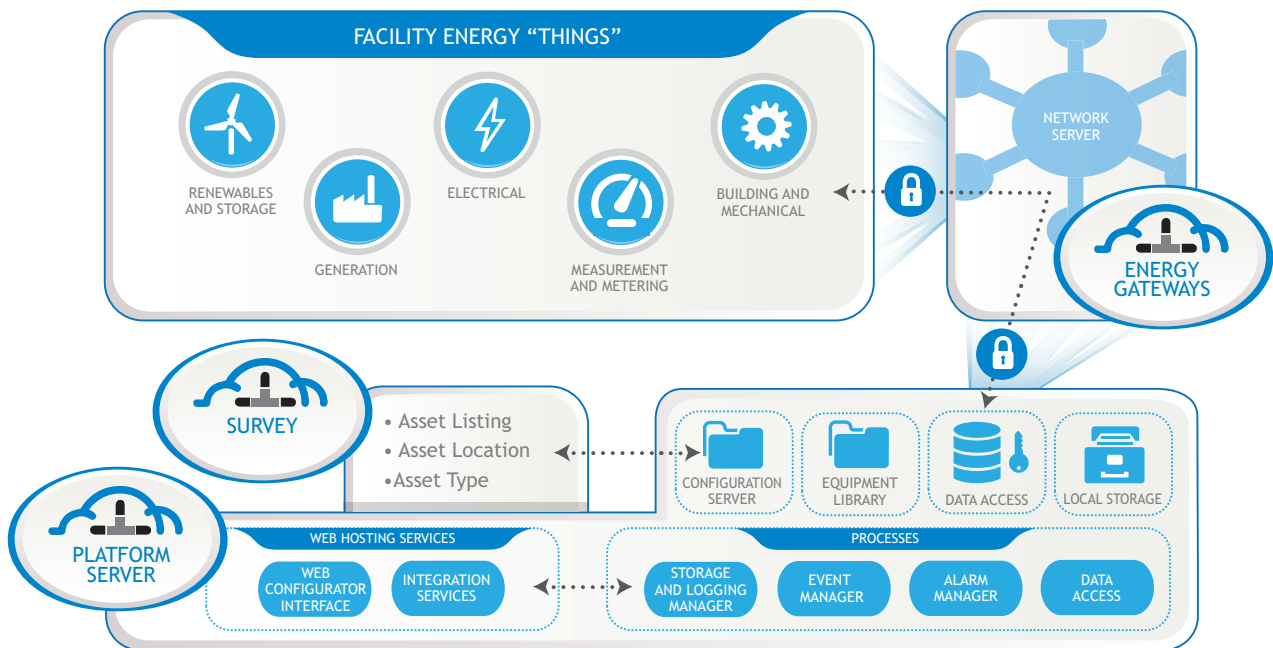 FACILITY ENERGY “THINGS”
RENEWABLES
AND STORAGE
GENERATION
ELECTRICAL
MEASUREMENT
AND METERING
BUILDING AND
MECHANICAL
NETWORK
SERVER
ENERGY
GATEWAYS
SURVEY
• Asset Listing
• Asset Location
•Asset Type
CONFIGURATION
SERVER
EQUIPMENT
LIBRARY
DATA ACCESS
LOCAL STORAGE
PLATFORM
SERVER
WEB HOSTING SERVICES
WEB
CONFIGURATOR
INTERFACE
INTEGRATION
SERVICES
PROCESSES
STORAGE
AND LOGGING
MANAGER
EVENT
MANAGER
ALARM
MANAGER
DATA
ACCESS